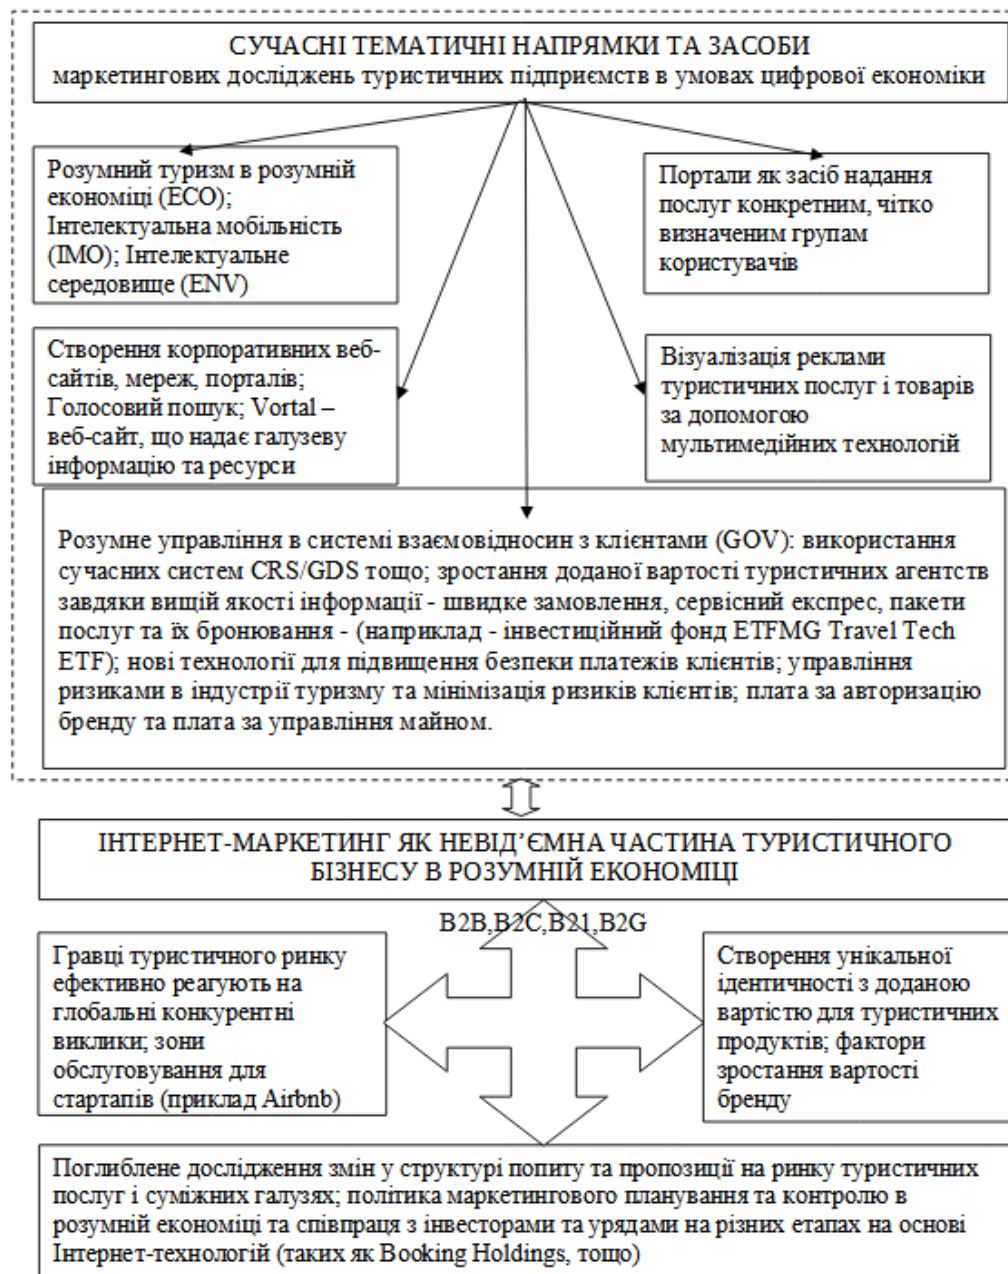 СУЧАСНІ ТЕМАТИЧНІ НАПРЯМКИ ТА ЗАСОБИ
маркетингових досліджень туристичних підприємств в умовах цифрової економіки
Розумний туризм в розумній
економіці (ECO);
Інтелектуальна мобільність
(IMO); Інтелектуальне
середовище (ENV)
Портали як засіб надання
послуг конкретним, чітко
визначеним групам
користувачів
Створення корпоративних веб-
сайтів, мереж, порталів;
Голосовий пошук; Vortal –
веб-сайт, що надає галузеву
інформацію та ресурси
Візуалізація реклами
туристичних послуг і товарів
за допомогою
мультимедійних технологій
Розумне управління в системі взаємовідносин з клієнтами (GOV): використання
сучасних систем CRS/GDS тощо; зростання доданої вартості туристичних агентств
завдяки вищій якості інформації - швидке замовлення, сервісний експрес, пакети
послуг та їх бронювання - (наприклад - інвестиційний фонд ETFMG Travel Tech
ETF); нові технології для підвищення безпеки платежів клієнтів; управління
ризиками в індустрії туризму та мінімізація ризиків клієнтів; плата за авторизацію
бренду та плата за управління майном.
ІНТЕРНЕТ-МАРКЕТИНГ ЯК НЕВІД’ЄМНА ЧАСТИНА ТУРИСТИЧНОГО
БІЗНЕСУ В РОЗУМНІЙ ЕКОНОМІЦІ
B2B,B2C,B21,B2G
Гравці туристичного ринку
ефективно реагують на
глобальні конкурентні
виклики; зони
обслуговування для
стартапів (приклад Airbnb)
Створення унікальної
ідентичності з доданою
вартістю для туристичних
продуктів; фактори
зростання вартості
бренду
Поглиблене дослідження змін у структурі попиту та пропозиції на ринку туристичних
послуг і суміжних галузях; політика маркетингового планування та контролю в
розумній економіці та співпраця з інвесторами та урядами на різних етапах на основі
Інтернет-технологій (таких як Booking Holdings, тощо)